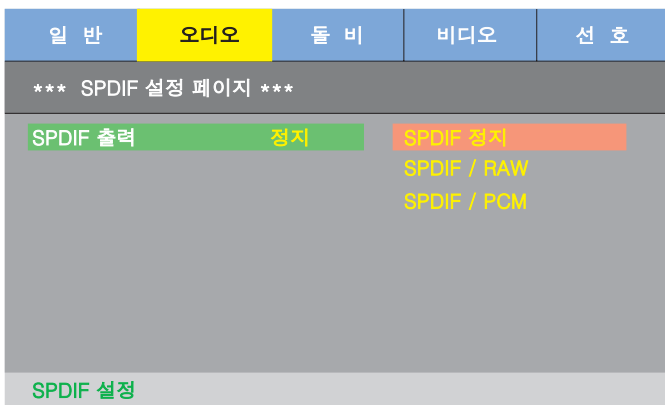 일 반 오디오 돌 비 비디오 선 호
*** SPDIF 설정 페이지 ***
SPDIF 출력 정지 SPDIF 정지
SPDIF / RAW
SPDIF / PCM
SPDIF 설정